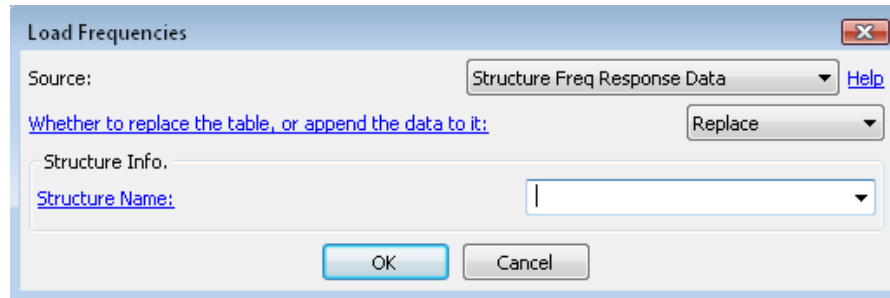 Load Frequencies
Source: Structure Freq Response Data Help
Whether to replace the table, or append the data to it: Replace
Structure Info.
Structure Name:
OK Cancel